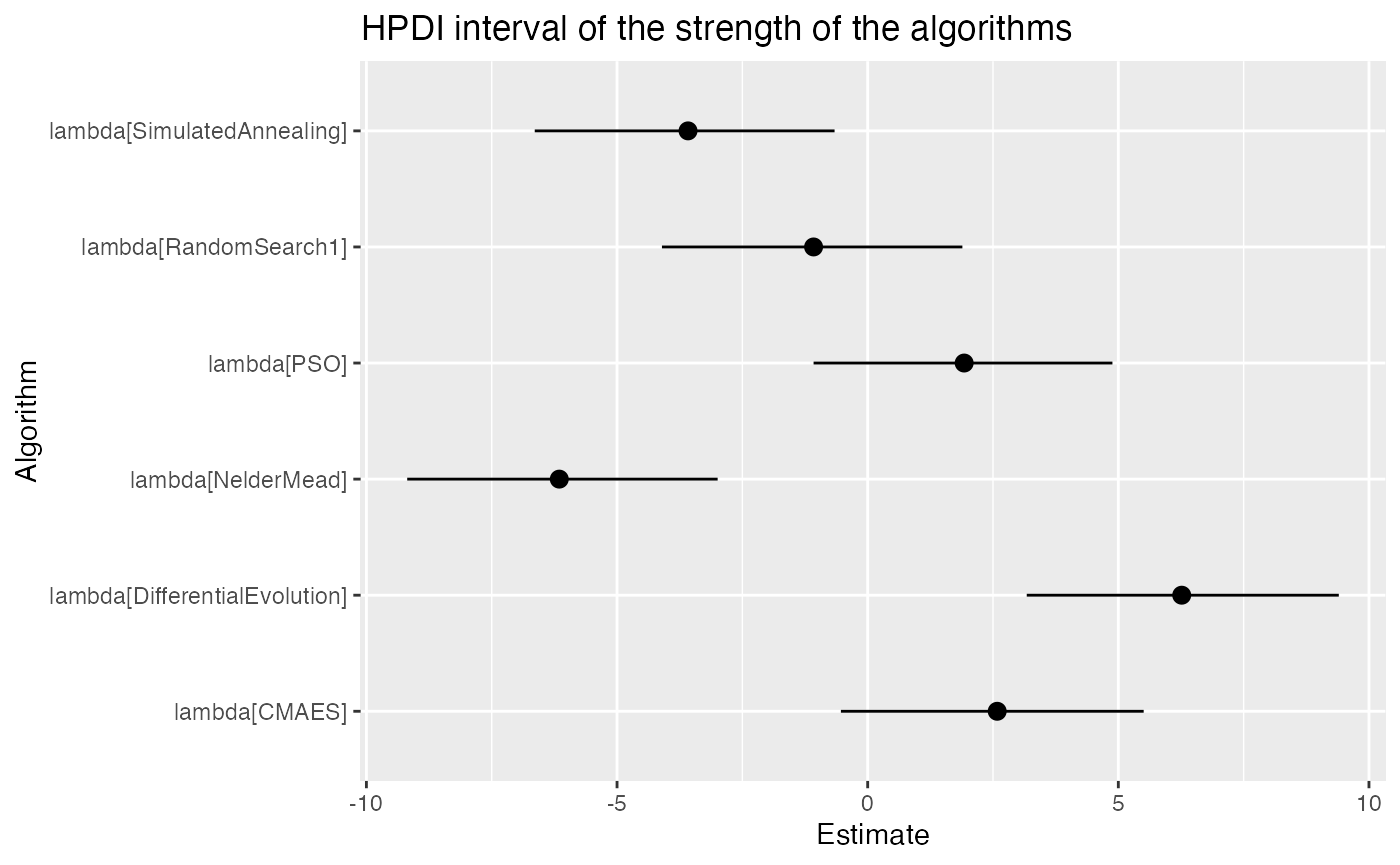 HPDI interval of the strength of the algorithms
lambda[SimulatedAnnealing]
lambda[RandomSearch1]
lambda[PSO]
lambda[NelderMead]
lambda[DifferentialEvolution]
lambda[CMAES]
Algorithm
-10 -5 0 5 10
Estimate